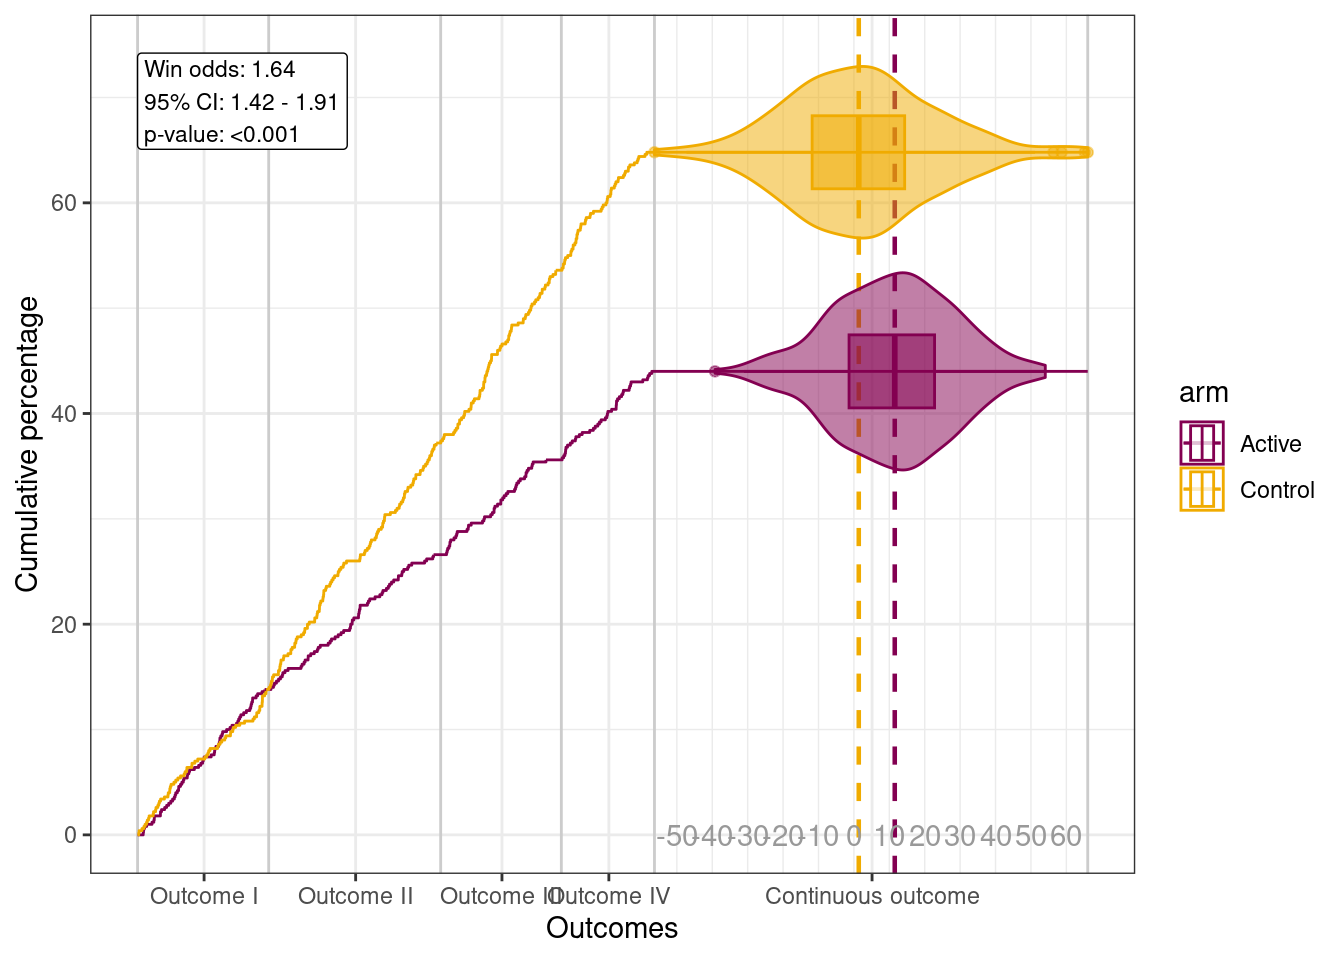 Win odds: 1.64
95% CI: 1.42 - 1.91
p-value: <0.001
Cumulative percentage
60
40
20
0
-50 -40 -30 -20 -10 0 10 20 30 40 50 60
Outcome I Outcome II Outcome III Outcome IV Continuous outcome
Outcomes
arm
Active
Control